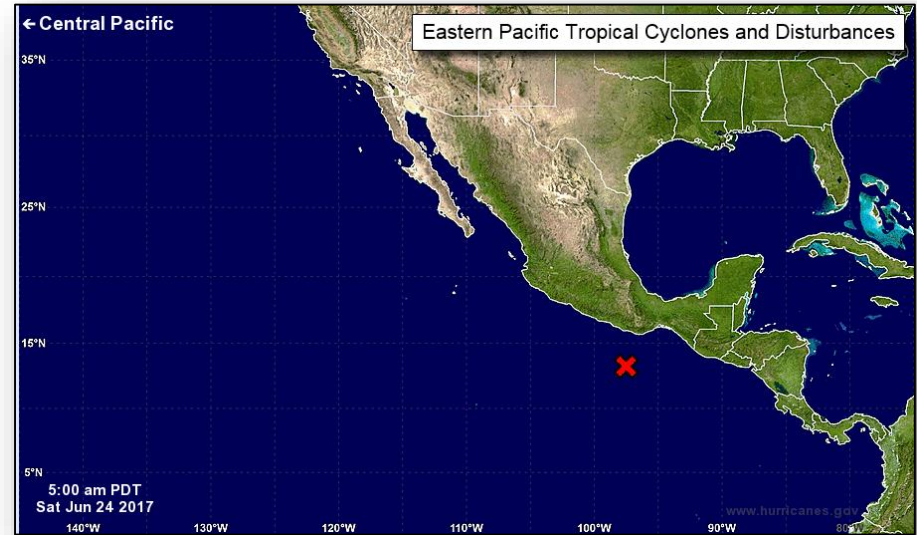 ← Central Pacific
Eastern Pacific Tropical Cyclones and Disturbances
35°N
25°N
15°N
5°N
5:00 am PDT
Sat Jun 24 2017
www.hurricanes.gov
140°W 130°W 120°W 110°W 100°W 90°W 80°W